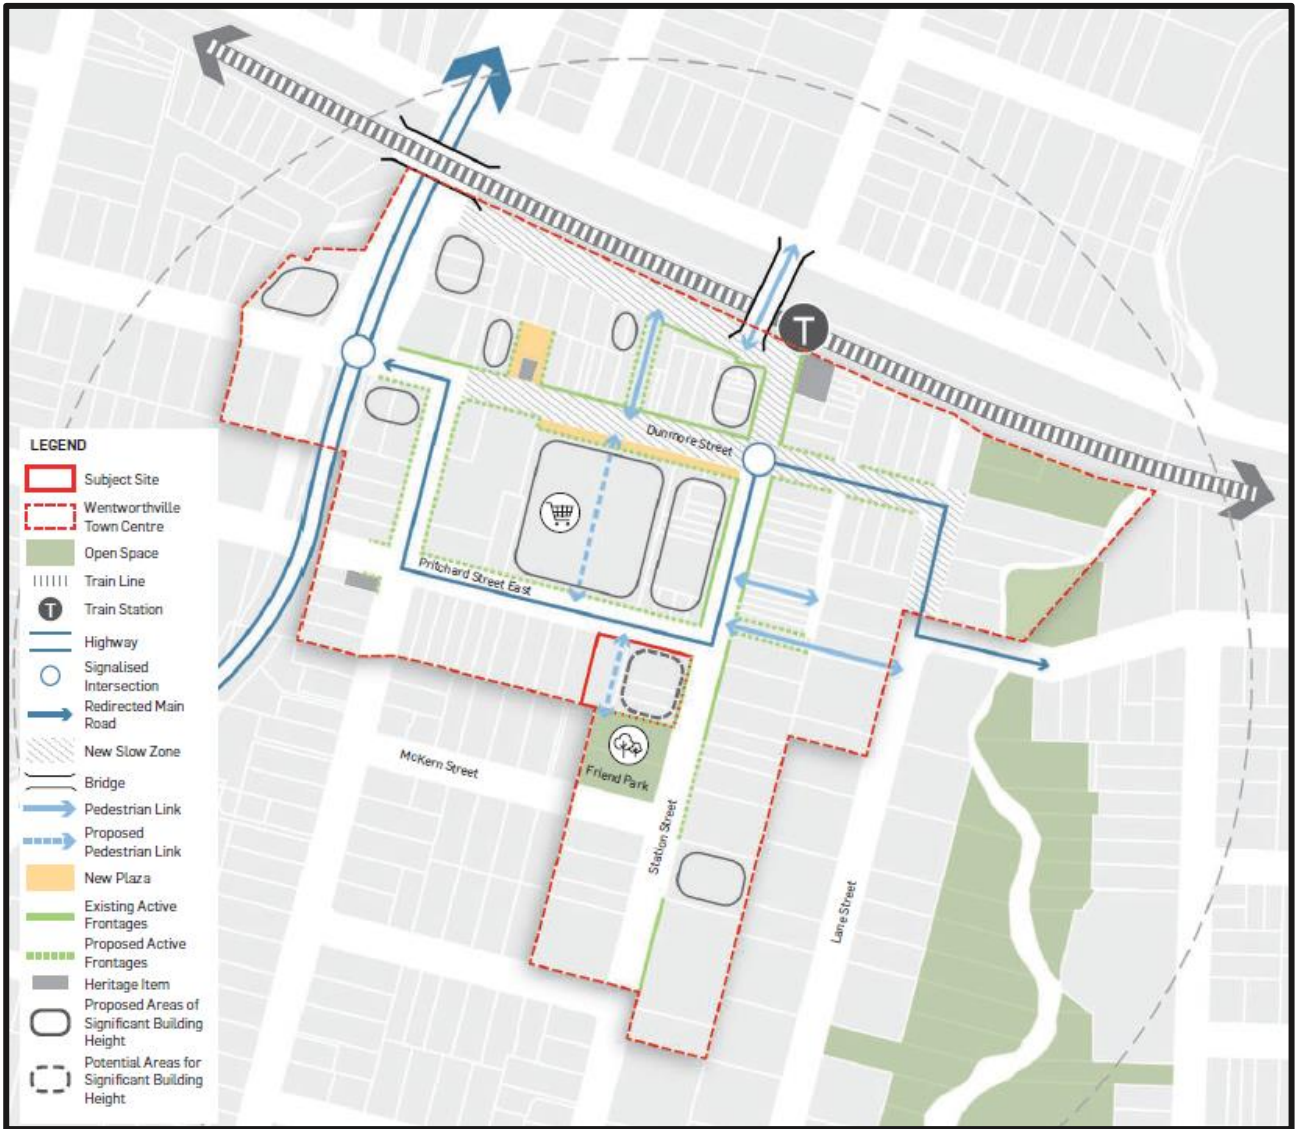 T
Dunmore Street
Pritchard Street East
McKern Street
Friend Park
Station Street
Lane Street
LEGEND
Subject Site
Wentworthville
Town Centre
Open Space
Train Line
T
Train Station
Highway
Signalised
Intersection
Redirected Main
Road
New Slow Zone
Bridge
Pedestrian Link
Proposed
Pedestrian Link
New Plaza
Existing Active
Frontages
Proposed Active
Frontages
Heritage Item
Proposed Areas of
Significant Building
Height
Potential Areas for
Significant Building
Height